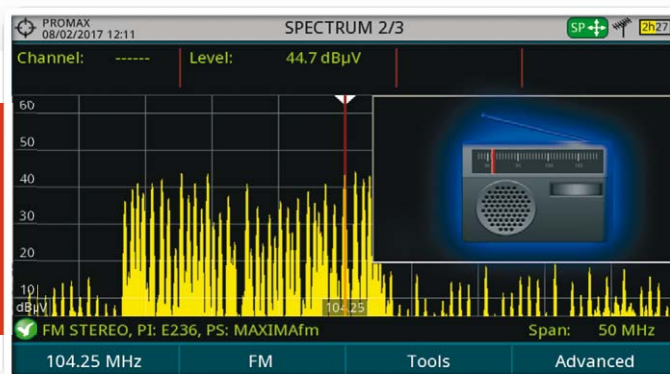 PROMAX
08/02/2017 12:11
SPECTRUM 2/3
SP
2h27
Channel: ------ Level: 44.7 dBµV
60
50
40
30
20
10
dBµV
104.25
FM STEREO, PI: E236, PS: MAXIMAfm Span: 50 MHz
104.25 MHz FM Tools Advanced